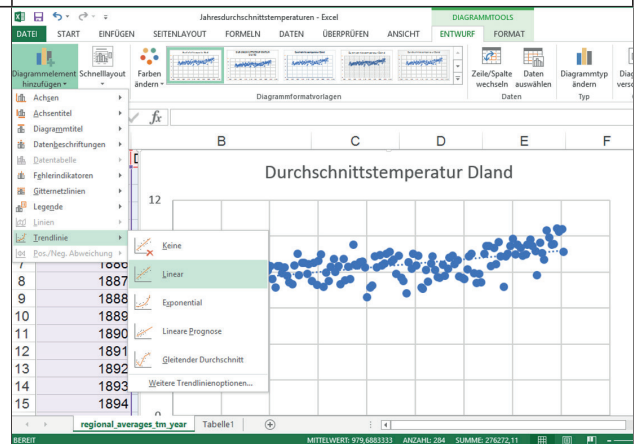 Jahresdurchschnittstemperaturen - Excel
DIAGRAMMTOOLS
DATEI START EINFÜGEN SEITENLAYOUT FORMELN DATEN ÜBERPRÜFEN ANSICHT ENTWURF FORMAT
Diagrammelement hinzufügen
Schnelllayout
Farben ändern
Zeile/Spalte wechseln
Daten auswählen
Diagrammtyp ändern
Diagrammformatvorlagen
Daten
Typ
Achsen
Achsentitel
Diagrammtitel
Datenbeschriftungen
Datentabelle
Fehlerindikatoren
Gitternetzlinien
Legende
Linien
Trendlinie
Pos./Neg. Abweichung
Keine
Linear
Exponential
Lineare Prognose
Gleitender Durchschnitt
Weitere Trendlinienoptionen...
fx
B C D E F
Durchschnittstemperatur Dland
12
0
7 1886
8 1887
9 1888
10 1889
11 1890
12 1891
13 1892
14 1893
15 1894
regional_averages_tm_year Tabelle1
BEREIT MITTELWERT: 979,6883333 ANZAHL: 284 SUMME: 276272,11